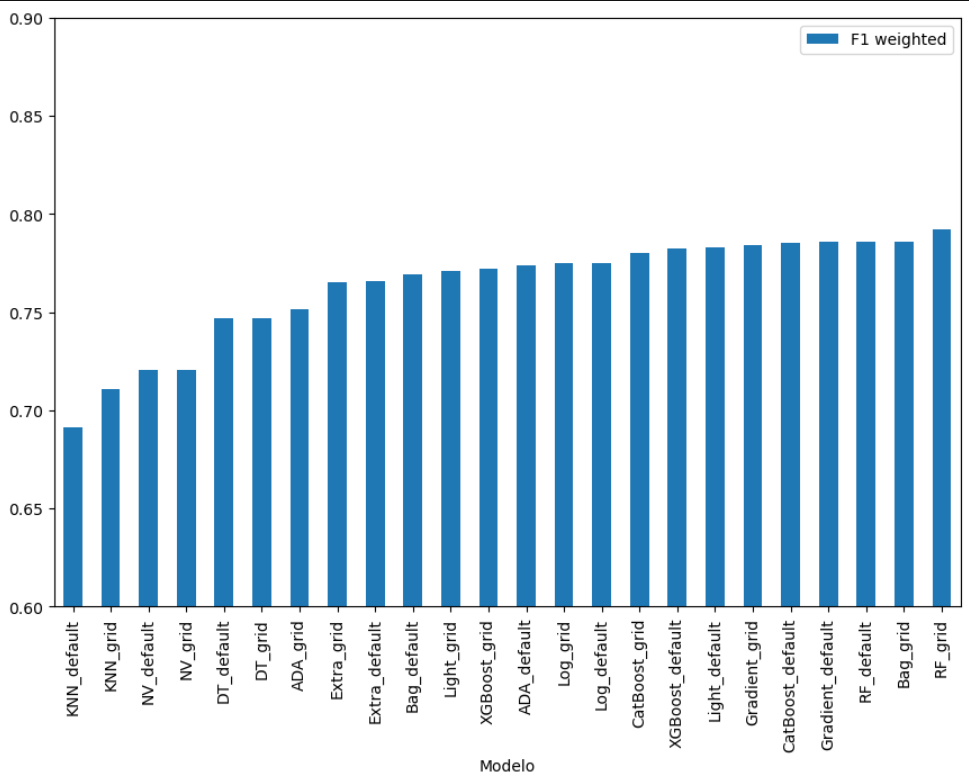 0.90
F1 weighted
0.85
0.80
0.75
0.70
0.65
0.60
KNN_default
KNN_grid
NV_default
NV_grid
DT_default
DT_grid
ADA_grid
Extra_grid
Extra_default
Bag_default
Light_grid
XGBoost_grid
ADA_default
Log_grid
Log_default
CatBoost_grid
XGBoost_default
Light_default
Gradient_grid
CatBoost_default
Gradient_default
RF_default
Bag_grid
RF_grid
Modelo